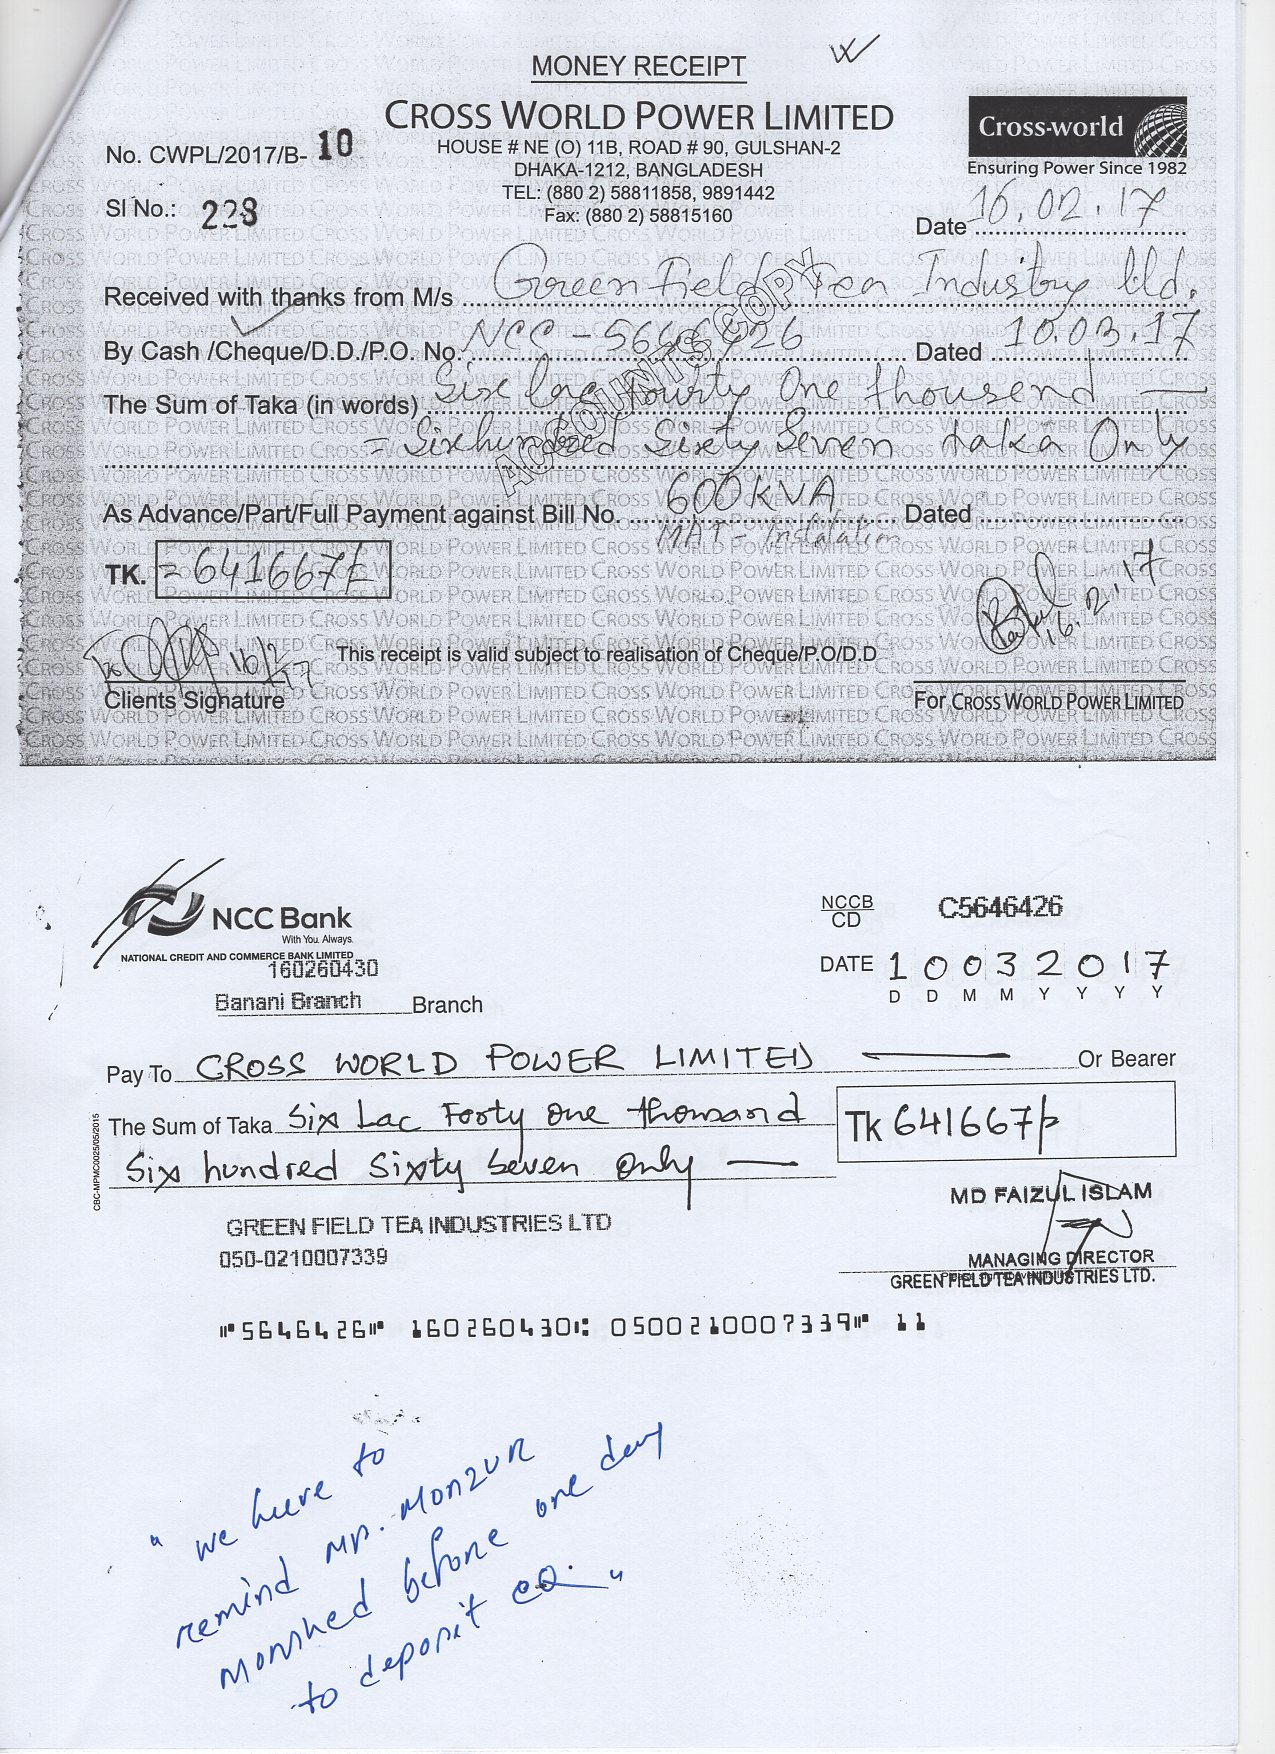 MONEY RECEIPT
CROSS WORLD POWER LIMITED
HOUSE # NE (O) 11B, ROAD # 90, GULSHAN-2
DHAKA-1212, BANGLADESH
TEL: (880 2) 58811858, 9891442
Fax: (880 2) 58815160
Cross-world
Ensuring Power Since 1982
No. CWPL/2017/B- 10
Sl No.: 228
Date 16.02.17
Received with thanks from M/s Green Field Tea Industry Ltd.
By Cash /Cheque/D.D./P.O. No. NCC - 5646426 Dated 10.03.17
The Sum of Taka (in words) Six lac Fourty One thousend
= Six hundred Sixty Seven taka Only
ACCOUNTS COPY
As Advance/Part/Full Payment against Bill No. 600 KVA Dated
MAT - Instalation
TK. = 641667/=
16/2/17
16.2.17
This receipt is valid subject to realisation of Cheque/P.O/D.D
Clients Signature
For CROSS WORLD POWER LIMITED
NCC Bank
With You. Always.
NATIONAL CREDIT AND COMMERCE BANK LIMITED
160260430
Banani Branch Branch
NCCB
CD
C5646426
DATE 10032017
D D M M Y Y Y Y
Pay To CROSS WORLD POWER LIMITED Or Bearer
The Sum of Taka Six Lac Forty one thousand
Six hundred Sixty Seven only
Tk 641667/=
CBC-MPMC0025/05/2015
MD FAIZUL ISLAM
GREEN FIELD TEA INDUSTRIES LTD
050-0210007339
MANAGING DIRECTOR
GREEN FIELD TEA INDUSTRIES LTD.
⑈5646426⑈ 160260430⑆ 0500210007339⑈ 11
"we have to
remind Mr. Monzur
Morshed before one day
to deposit CQ."